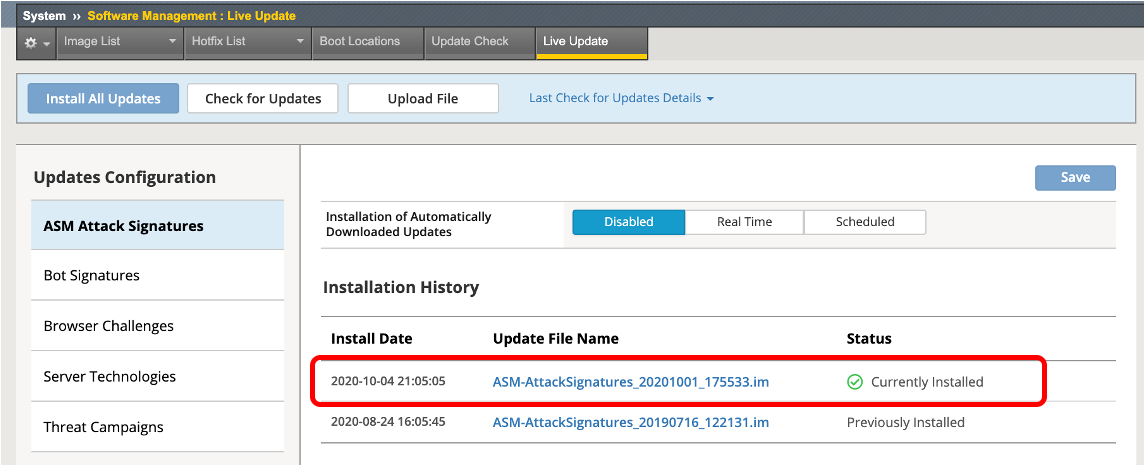 System » Software Management : Live Update
Image List Hotfix List Boot Locations Update Check Live Update
Install All Updates Check for Updates Upload File Last Check for Updates Details
Updates Configuration
ASM Attack Signatures
Bot Signatures
Browser Challenges
Server Technologies
Threat Campaigns
Save
Installation of Automatically
Downloaded Updates
Disabled Real Time Scheduled
Installation History
Install Date Update File Name Status
2020-10-04 21:05:05 ASM-AttackSignatures_20201001_175533.im Currently Installed
2020-08-24 16:05:45 ASM-AttackSignatures_20190716_122131.im Previously Installed